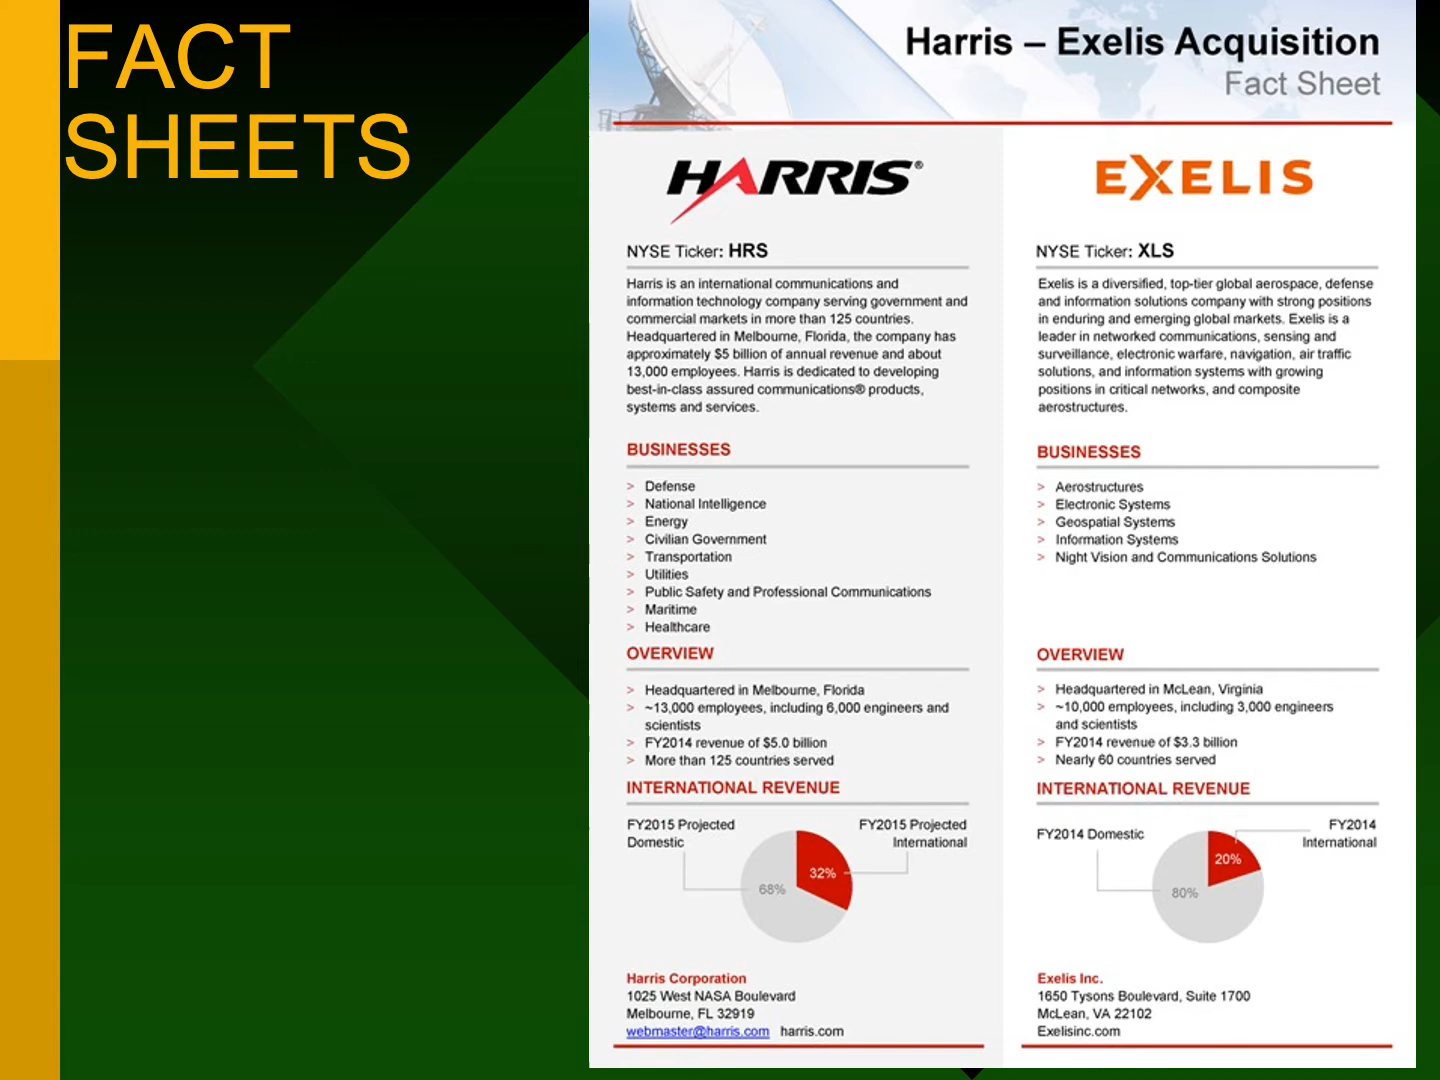 FACT
SHEETS
Harris – Exelis Acquisition
Fact Sheet
HARRIS®
NYSE Ticker: HRS
Harris is an international communications and
information technology company serving government and
commercial markets in more than 125 countries.
Headquartered in Melbourne, Florida, the company has
approximately $5 billion of annual revenue and about
13,000 employees. Harris is dedicated to developing
best-in-class assured communications® products,
systems and services.
BUSINESSES
> Defense
> National Intelligence
> Energy
> Civilian Government
> Transportation
> Utilities
> Public Safety and Professional Communications
> Maritime
> Healthcare
OVERVIEW
> Headquartered in Melbourne, Florida
> ~13,000 employees, including 6,000 engineers and
scientists
> FY2014 revenue of $5.0 billion
> More than 125 countries served
INTERNATIONAL REVENUE
FY2015 Projected
Domestic
FY2015 Projected
International
32%
68%
Harris Corporation
1025 West NASA Boulevard
Melbourne, FL 32919
webmaster@harris.com harris.com
EXELIS
NYSE Ticker: XLS
Exelis is a diversified, top-tier global aerospace, defense
and information solutions company with strong positions
in enduring and emerging global markets. Exelis is a
leader in networked communications, sensing and
surveillance, electronic warfare, navigation, air traffic
solutions, and information systems with growing
positions in critical networks, and composite
aerostructures.
BUSINESSES
> Aerostructures
> Electronic Systems
> Geospatial Systems
> Information Systems
> Night Vision and Communications Solutions
OVERVIEW
> Headquartered in McLean, Virginia
> ~10,000 employees, including 3,000 engineers
and scientists
> FY2014 revenue of $3.3 billion
> Nearly 60 countries served
INTERNATIONAL REVENUE
FY2014 Domestic
FY2014
International
20%
80%
Exelis Inc.
1650 Tysons Boulevard, Suite 1700
McLean, VA 22102
Exelisinc.com